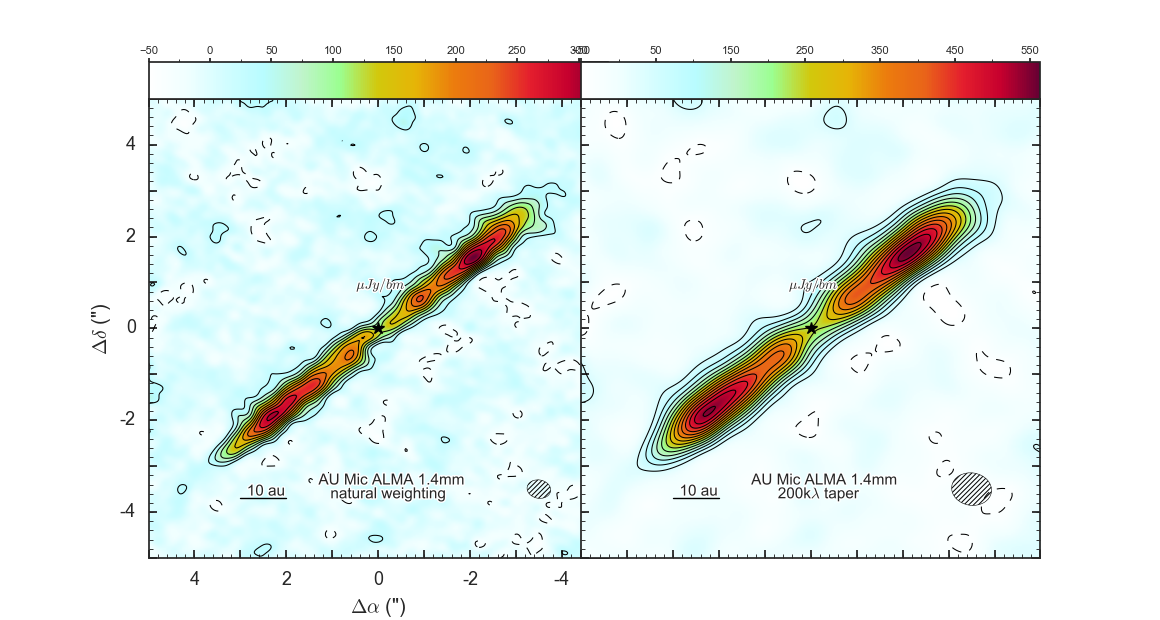 -50 0 50 100 150 200 250 300
50 150 250 350 450 550
4
2
0
-2
-4
Δδ (")
μJy/bm
μJy/bm
10 au
AU Mic ALMA 1.4mm
natural weighting
10 au
AU Mic ALMA 1.4mm
200kλ taper
4 2 0 -2 -4
Δα (")